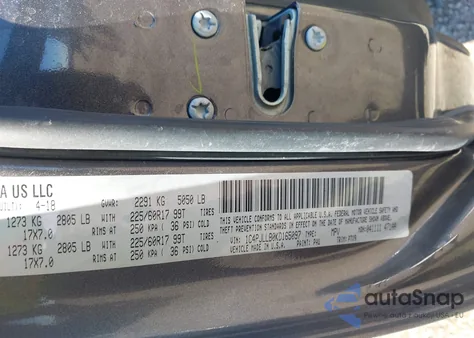 A US LLC
4-18
GVWR: 2291 KG 5050 LB
1273 KG 2805 LB WITH 225/60R17 99T TIRES
17X7.0 AT 250 KPA ( 36 PSI) COLD
1273 KG 2805 LB WITH 225/60R17 99T TIRES
17X7.0 AT 250 KPA ( 36 PSI) COLD
THIS VEHICLE CONFORMS TO ALL APPLICABLE U.S.A. FEDERAL MOTOR VEHICLE SAFETY AND
THEFT PREVENTION STANDARDS IN EFFECT ON THE DATE OF MANUFACTURE SHOWN ABOVE.
VIN: MPV
VEHICLE MADE IN U.S.A. PAINT: PAU TRIM:
autoSnap